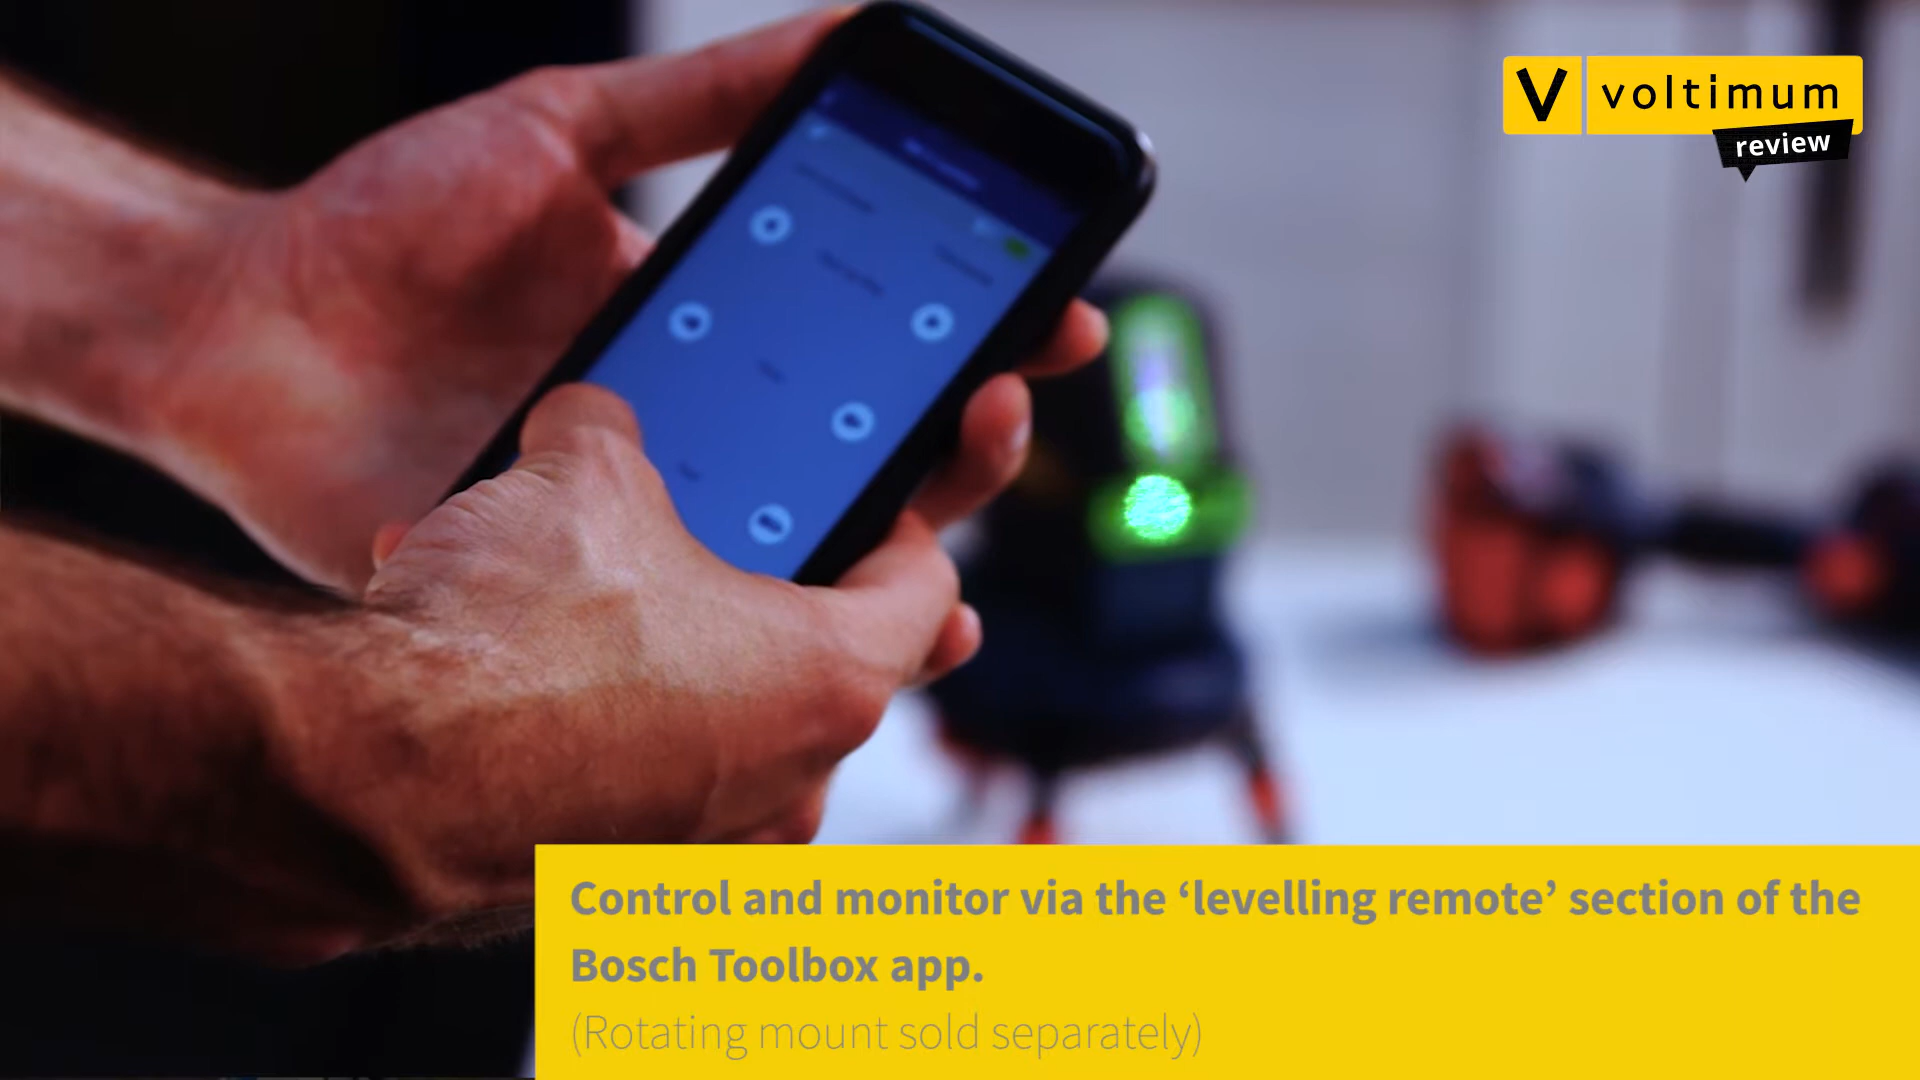 V voltimum
review
Control and monitor via the ‘levelling remote’ section of the
Bosch Toolbox app.
(Rotating mount sold separately)